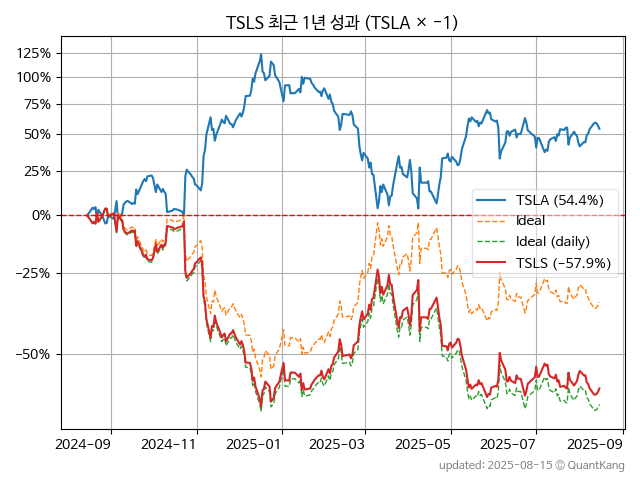 TSLS 최근 1년 성과 (TSLA × −1)
125%
100%
75%
50%
25%
0%
−25%
−50%
TSLA (54.4%)
Ideal
Ideal (daily)
TSLS (−57.9%)
2024−09
2024−11
2025−01
2025−03
2025−05
2025−07
2025−09
updated: 2025-08-15 © QuantKang